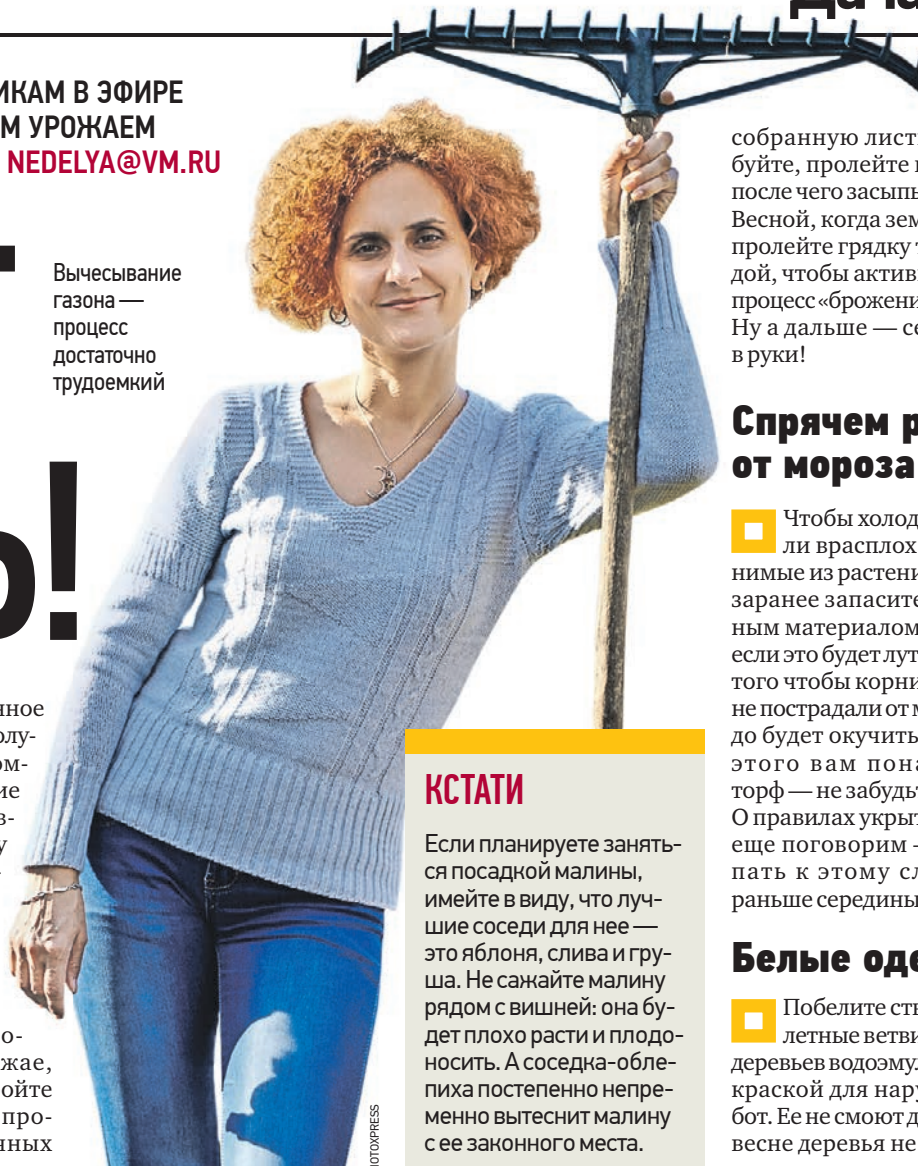 Дача
ИКАМ В ЭФИРЕ
М УРОЖАЕМ
NEDELYA@VM.RU
Вычесывание
газона —
процесс
достаточно
трудоемкий
!
КСТАТИ
Если планируете занять-
ся посадкой малины,
имейте в виду, что луч-
шие соседи для нее —
это яблоня, слива и гру-
ша. Не сажайте малину
рядом с вишней: она бу-
дет плохо расти и плодо-
носить. А соседка-обле-
пиха постепенно непре-
менно вытеснит малину
с ее законного места.
собранную лист
буйте, пролейте
после чего засыпь
Весной, когда зем
пролейте грядку т
дой, чтобы актив
процесс «брожени
Ну а дальше — се
в руки!
Спрячем р
от мороза
Чтобы холод
ли врасплох
нимые из растени
заранее запасите
ным материалом
если это будет лут
того чтобы корни
не пострадали от м
до будет окучить
этого вам пона
торф — не забудьт
О правилах укрыт
еще поговорим —
пать к этому сл
раньше середины
Белые оде
Побелите ств
летные ветви
деревьев водоэмул
краской для нару
бот. Ее не смоют д
весне деревья не
нное
олу-
ом-
ие
в-
у
о-
жае,
ойте
про-
нных
OTOXPRESS